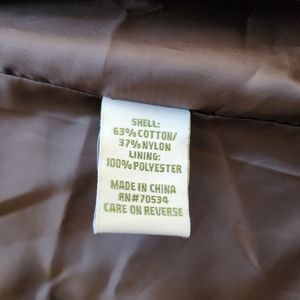 SHELL:
63% COTTON/
37% NYLON
LINING:
100% POLYESTER
MADE IN CHINA
RN#70534
CARE ON REVERSE